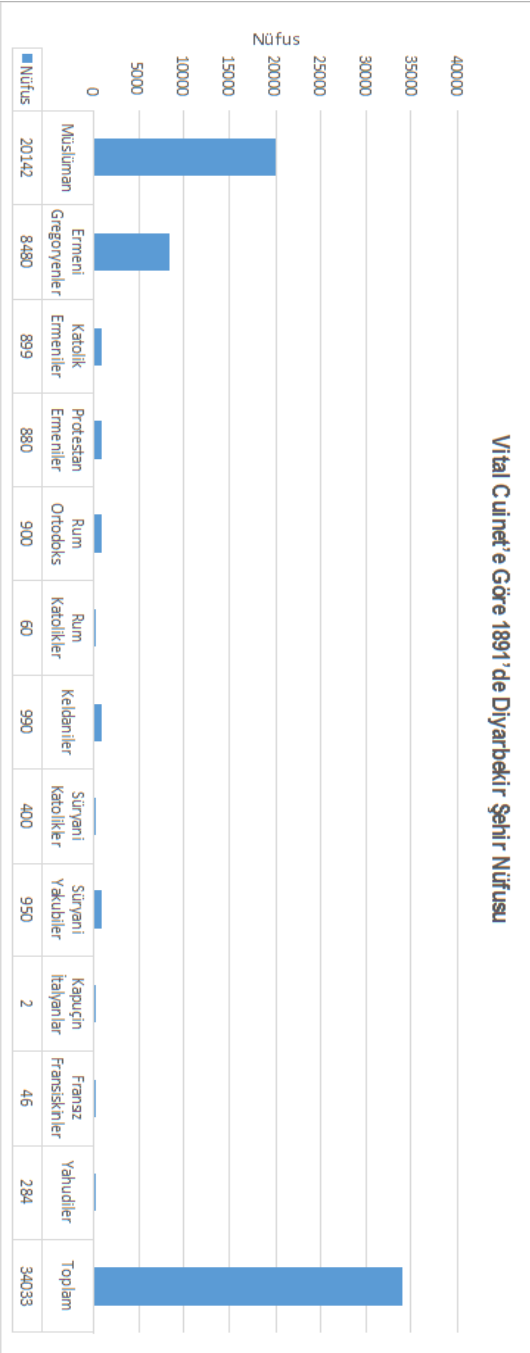 Vital Cuinet'e Göre 1891'de Diyarbekir Şehir Nüfusu
Nüfus
40000
35000
30000
25000
20000
15000
10000
5000
0
Müslüman
Ermeni
Gregoryenler
Katolik
Ermeniler
Protestan
Ermeniler
Rum
Ortodoks
Rum
Katolikler
Keldaniler
Süryani
Katolikler
Süryani
Yakubiler
Kapuçin
İtalyanlar
Fransız
Fransiskinler
Yahudiler
Toplam
Nüfus 20142 8480 899 880 900 60 990 400 950 2 46 284 34033